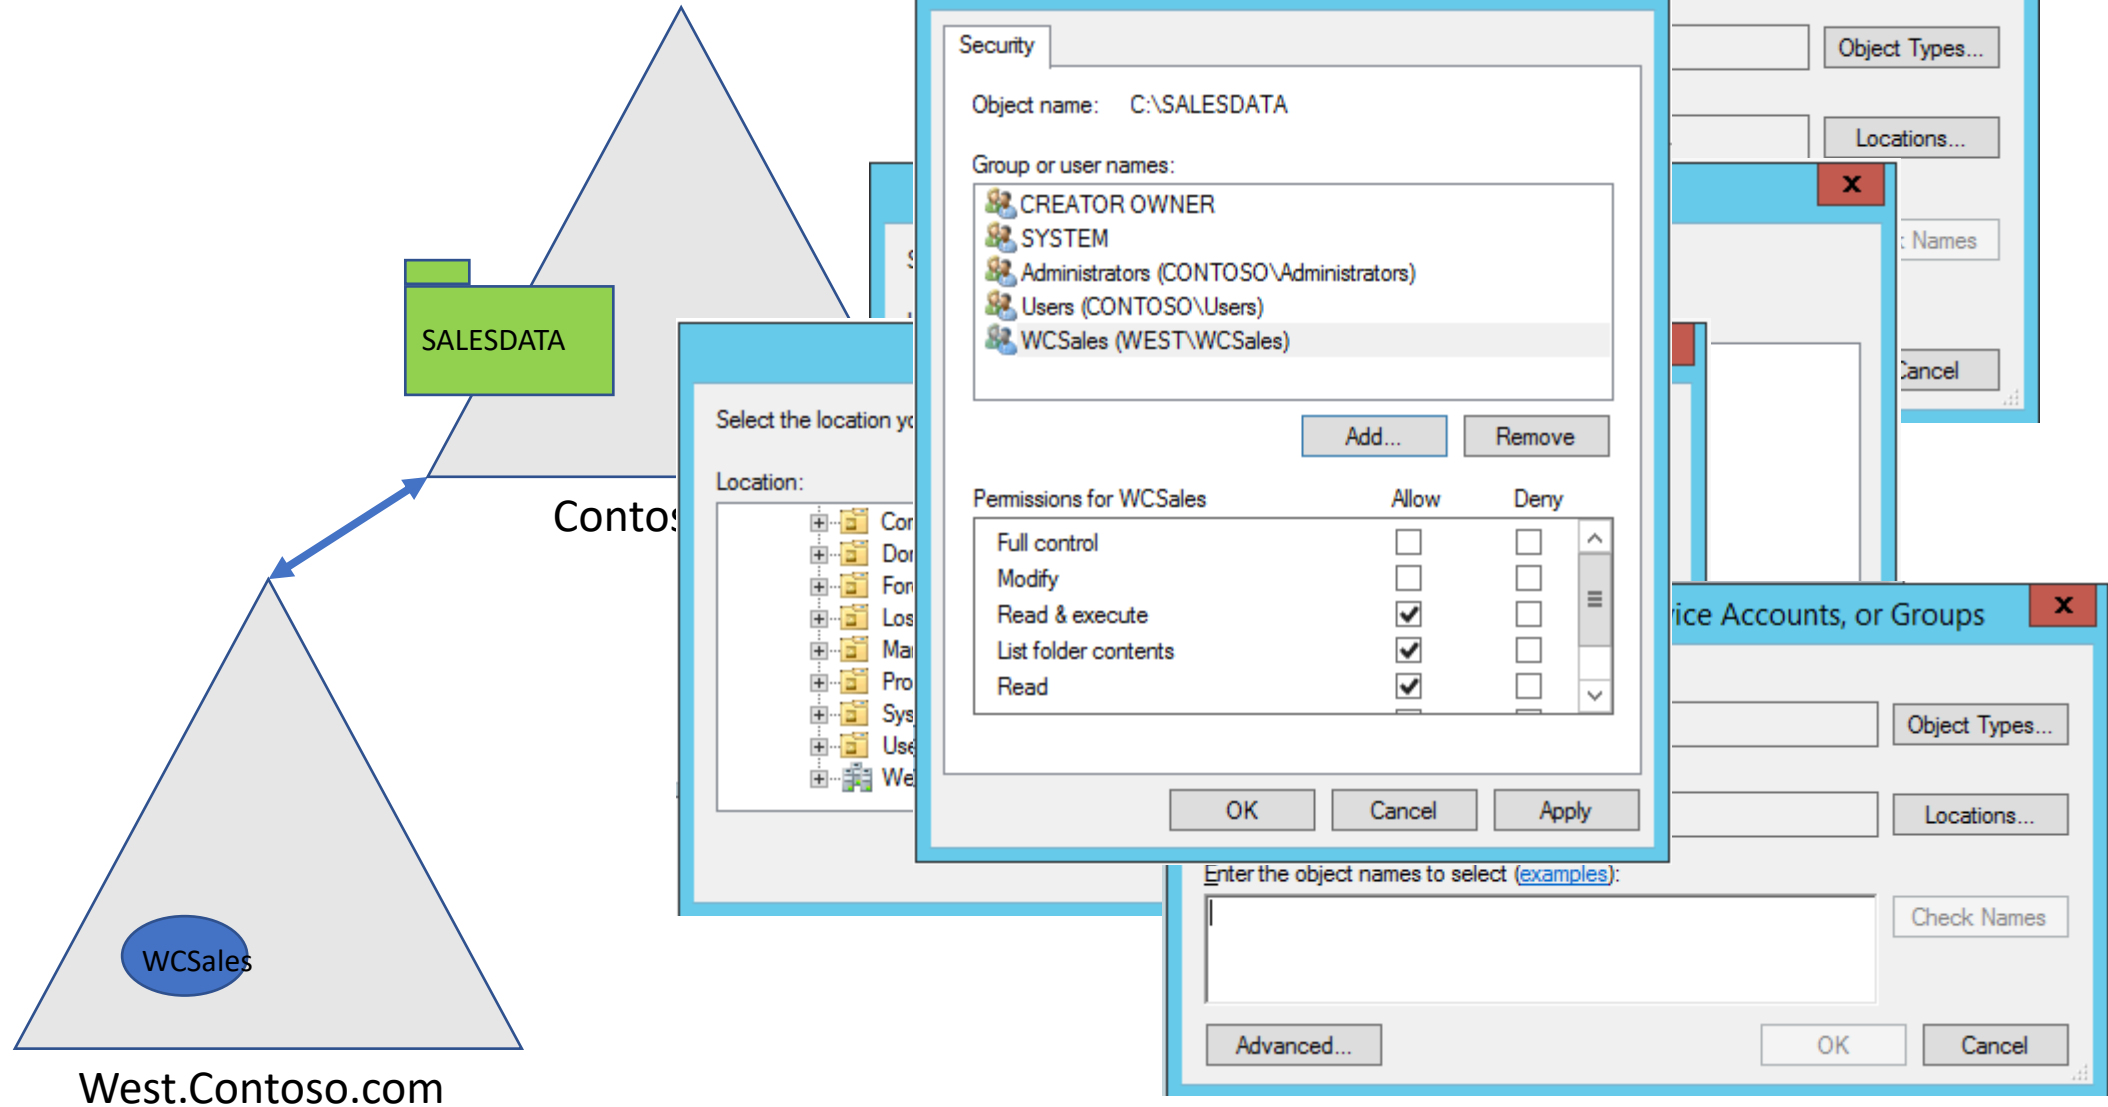 Security
Object Types...
Object name: C:\SALESDATA
Locations...
Group or user names:
x
CREATOR OWNER
SYSTEM
Names
Administrators (CONTOSO\Administrators)
Users (CONTOSO\Users)
SALESDATA
WCSales (WEST\WCSales)
Cancel
Select the location
Add...
Remove
Location:
Permissions for WCSales
Allow
Deny
Full control
Modify
Read & execute
List folder contents
Read
Accounts, or Groups
x
Object Types...
OK
Cancel
Apply
Locations...
Enter the object names to select (examples):
Check Names
WCSales
Advanced...
OK
Cancel
West.Contoso.com